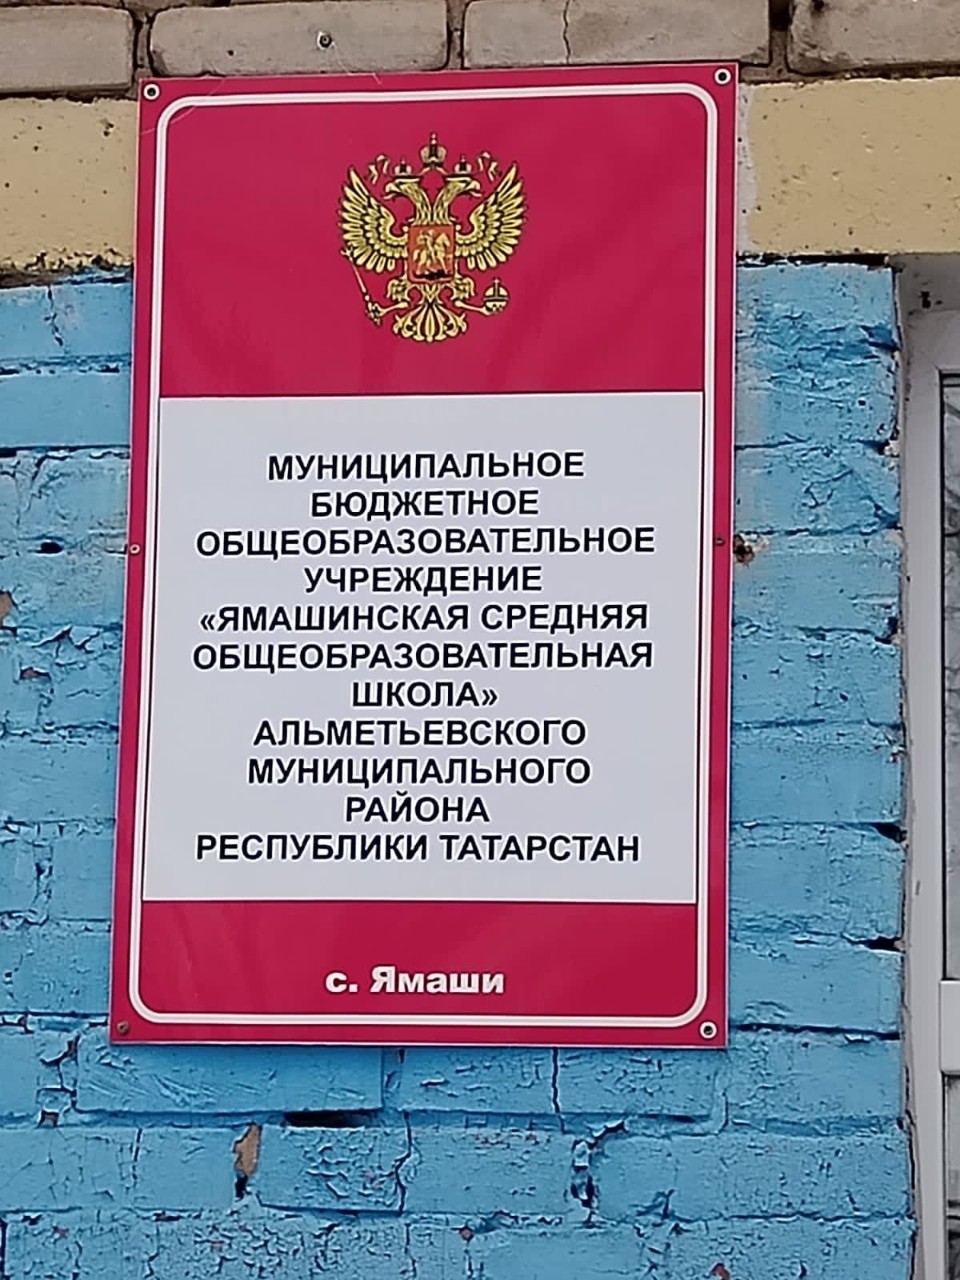 МУНИЦИПАЛЬНОЕ
БЮДЖЕТНОЕ
ОБЩЕОБРАЗОВАТЕЛЬНОЕ
УЧРЕЖДЕНИЕ
«ЯМАШИНСКАЯ СРЕДНЯЯ
ОБЩЕОБРАЗОВАТЕЛЬНАЯ
ШКОЛА»
АЛЬМЕТЬЕВСКОГО
МУНИЦИПАЛЬНОГО
РАЙОНА
РЕСПУБЛИКИ ТАТАРСТАН
с. Ямаши